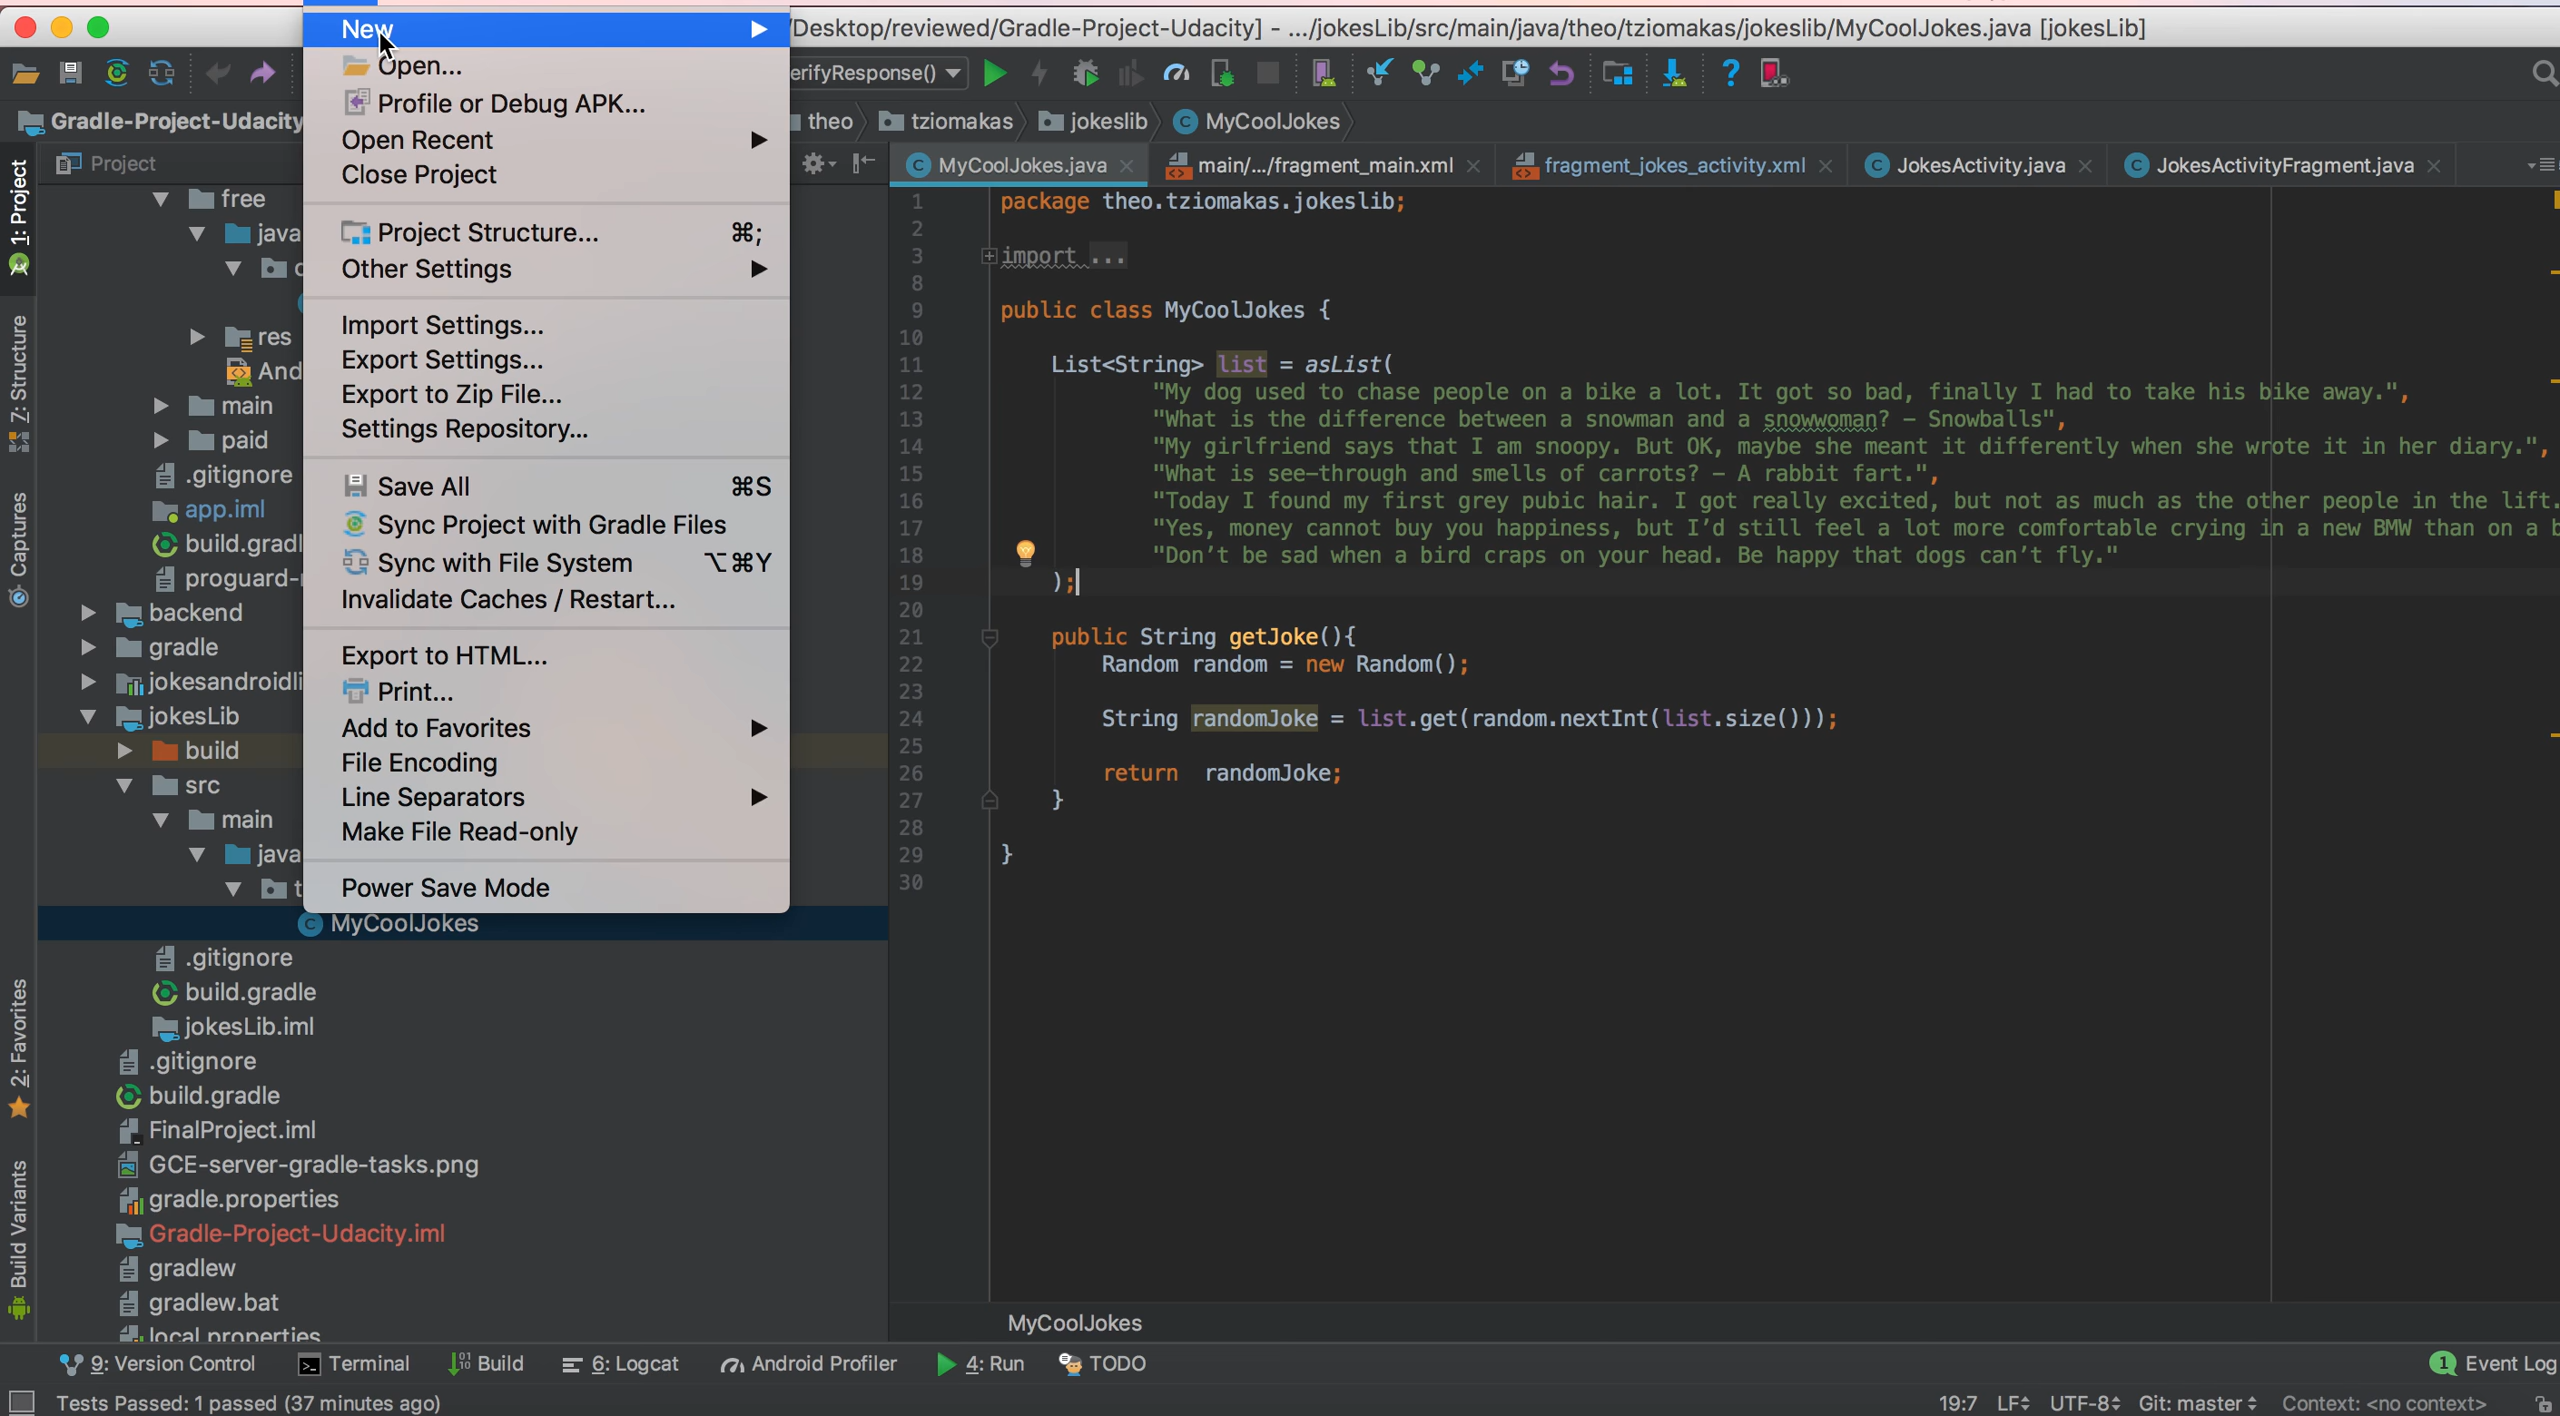 New
/Desktop/reviewed/Gradle-Project-Udacity] - .../jokesLib/src/main/java/theo/tziomakas/jokeslib/MyCoolJokes.java [jokesLib]
Open...
Profile or Debug APK...
Open Recent
Close Project
Project Structure... ⌘;
Other Settings
Import Settings...
Export Settings...
Export to Zip File...
Settings Repository...
Save All ⌘S
Sync Project with Gradle Files
Sync with File System ⌥⌘Y
Invalidate Caches / Restart...
Export to HTML...
Print...
Add to Favorites
File Encoding
Line Separators
Make File Read-only
Power Save Mode
erifyResponse()
Gradle-Project-Udacity
theo
tziomakas
jokeslib
MyCoolJokes
1: Project
Z: Structure
Captures
2: Favorites
Build Variants
Project
free
java
res
And
main
paid
.gitignore
app.iml
build.gradl
proguard-
backend
gradle
jokesandroidli
jokesLib
build
src
main
java
t
MyCoolJokes
.gitignore
build.gradle
jokesLib.iml
.gitignore
build.gradle
FinalProject.iml
GCE-server-gradle-tasks.png
gradle.properties
Gradle-Project-Udacity.iml
gradlew
gradlew.bat
local.properties
MyCoolJokes.java
main/.../fragment_main.xml
fragment_jokes_activity.xml
JokesActivity.java
JokesActivityFragment.java
1 package theo.tziomakas.jokeslib;
2
3 import ...
8
9 public class MyCoolJokes {
10
11 List<String> list = asList(
12 "My dog used to chase people on a bike a lot. It got so bad, finally I had to take his bike away.",
13 "What is the difference between a snowman and a snowwoman? – Snowballs",
14 "My girlfriend says that I am snoopy. But OK, maybe she meant it differently when she wrote it in her diary.",
15 "What is see–through and smells of carrots? – A rabbit fart.",
16 "Today I found my first grey pubic hair. I got really excited, but not as much as the other people in the lift.
17 "Yes, money cannot buy you happiness, but I’d still feel a lot more comfortable crying in a new BMW than on a b
18 "Don’t be sad when a bird craps on your head. Be happy that dogs can’t fly."
19 );
20
21 public String getJoke(){
22 Random random = new Random();
23
24 String randomJoke = list.get(random.nextInt(list.size()));
25
26 return randomJoke;
27 }
28
29 }
30
MyCoolJokes
9: Version Control
Terminal
Build
6: Logcat
Android Profiler
4: Run
TODO
1 Event Log
Tests Passed: 1 passed (37 minutes ago)
19:7 LF UTF-8 Git: master Context: <no context>